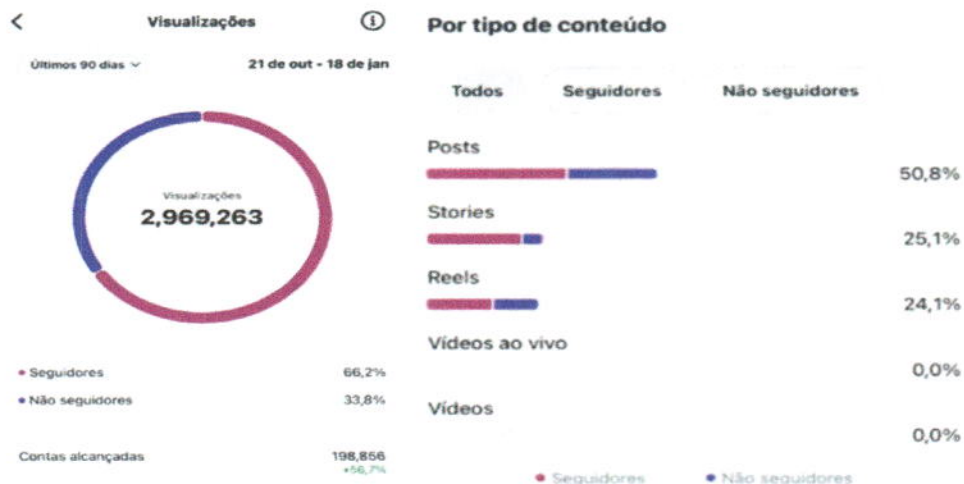 Visualizações
Últimos 90 dias
21 de out - 18 de jan
Visualizações
2,969,263
Seguidores 66,2%
Não seguidores 33,8%
Contas alcançadas 198,856
+56,7%
Por tipo de conteúdo
Todos Seguidores Não seguidores
Posts
50,8%
Stories
25,1%
Reels
24,1%
Vídeos ao vivo
0,0%
Vídeos
0,0%
Seguidores Não seguidores